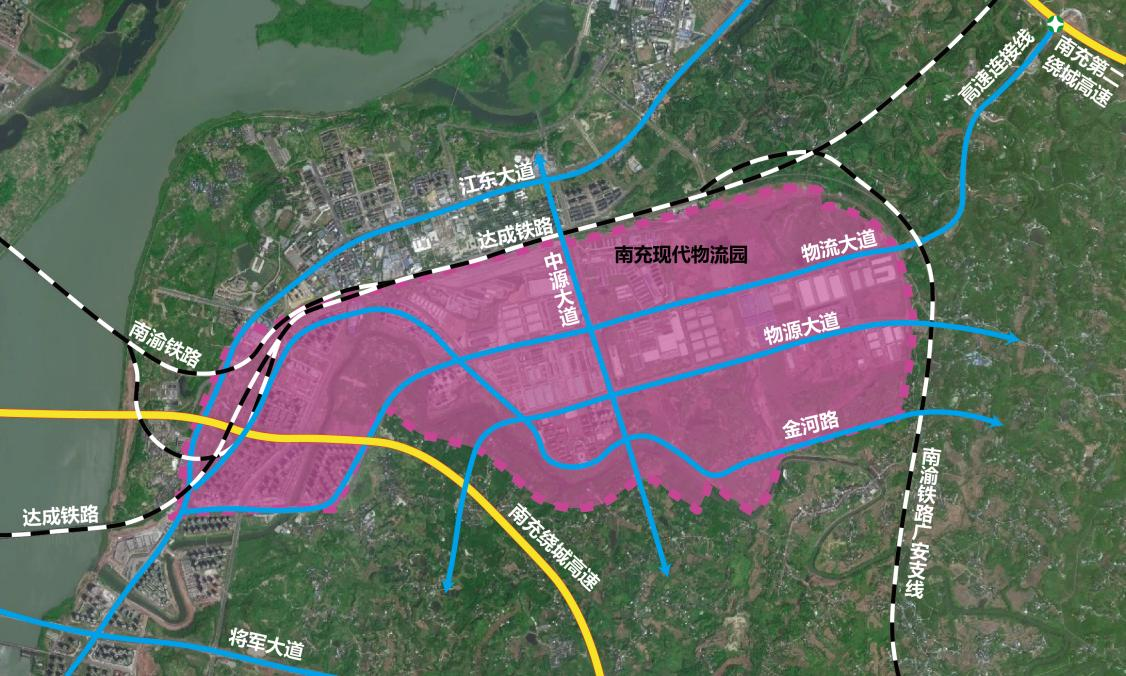 南充第二
绕城高速
高速连接线
江东大道
达成铁路
中源大道
南充现代物流园
物流大道
南渝铁路
物源大道
金河路
达成铁路
南充绕城高速
南渝铁路广安支线
将军大道